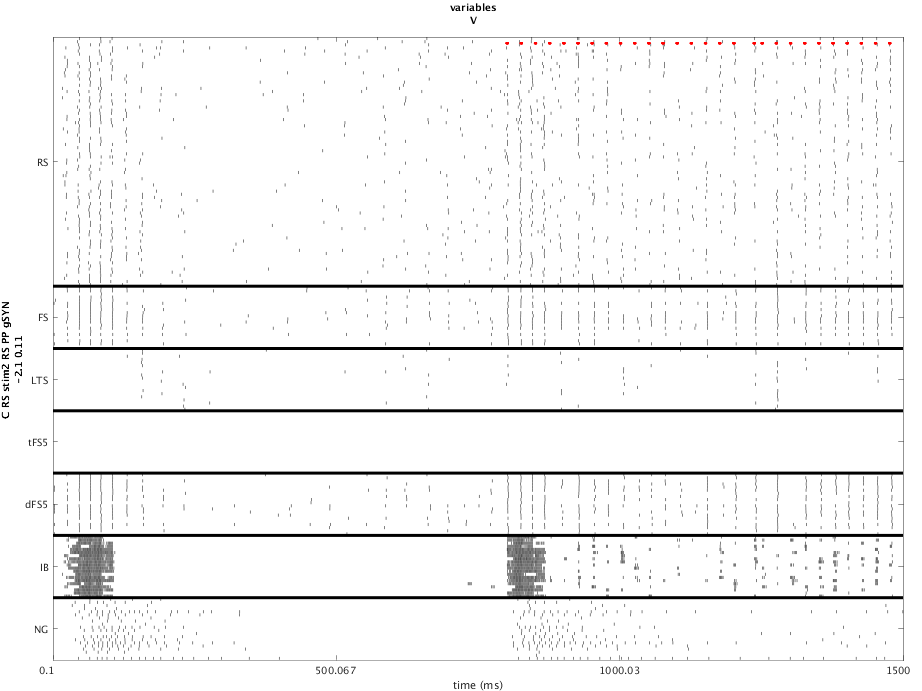 variables
V
C RS stim2 RS PP gSYN
-2.1 0.11
RS
FS
LTS
tFS5
dFS5
IB
NG
0.1 500.067 1000.03 1500
time (ms)